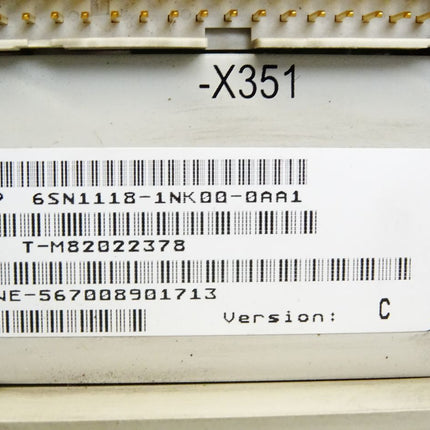 -X351
6SN1118-1NK00-0AA1
T-M82022378
NE-567008901713
Version: C